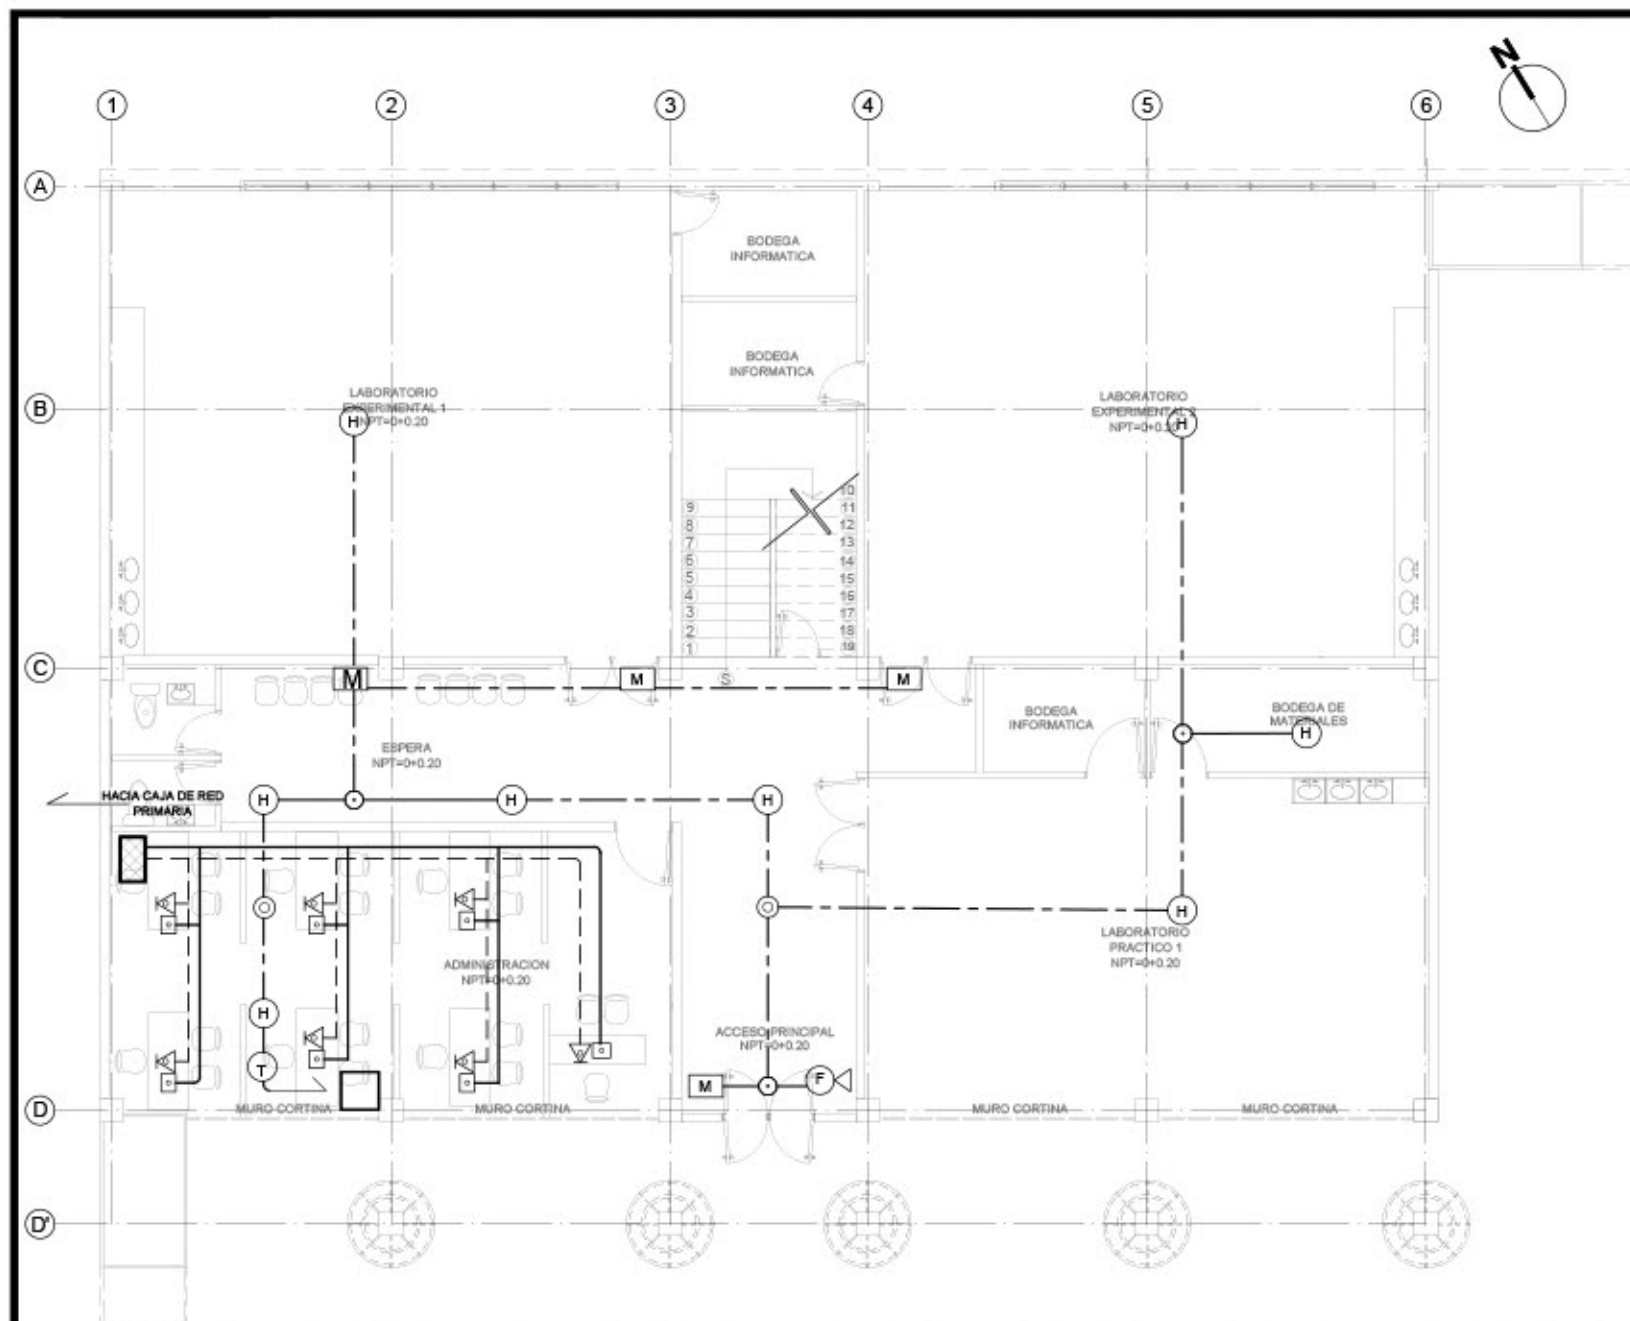 N
1 2 3 4 5 6
A
BODEGA
INFORMATICA
BODEGA
INFORMATICA
B
LABORATORIO
EXPERIMENTAL 1
NPT=0+0.20
H
LABORATORIO
EXPERIMENTAL 2
NPT=0+0.20
H
9
8
7
6
5
4
3
2
1
10
11
12
13
14
15
16
17
18
19
C
M
M
S
M
BODEGA
INFORMATICA
BODEGA DE
MATERIALES
H
ESPERA
NPT=0+0.20
HACIA CAJA DE RED
PRIMARIA
H
H
H
H
LABORATORIO
PRACTICO 1
NPT=0+0.20
ADMINISTRACION
NPT=0+0.20
H
T
ACCESO PRINCIPAL
NPT=0+0.20
M
F
D
MURO CORTINA
MURO CORTINA
MURO CORTINA
MURO CORTINA
D'